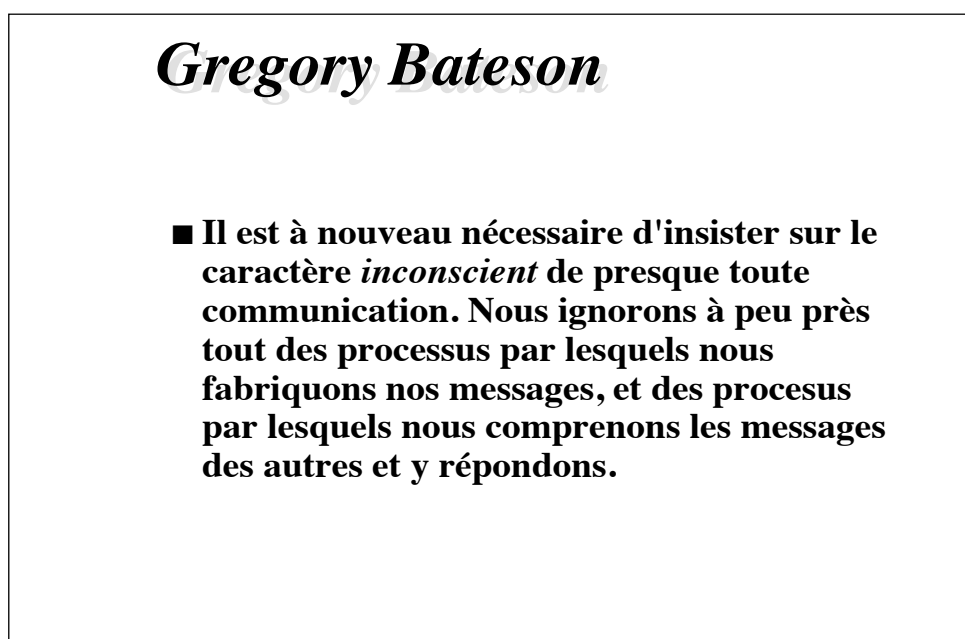 Gregory Bateson
■ Il est à nouveau nécessaire d'insister sur le
caractère inconscient de presque toute
communication. Nous ignorons à peu près
tout des processus par lesquels nous
fabriquons nos messages, et des procesus
par lesquels nous comprenons les messages
des autres et y répondons.